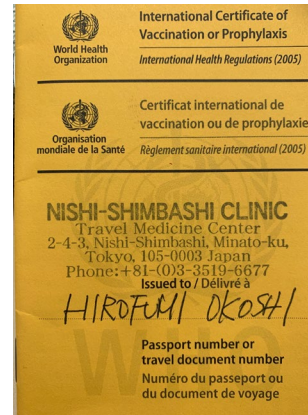 International Certificate of
Vaccination or Prophylaxis
World Health
Organization
International Health Regulations (2005)
Certificat international de
vaccination ou de prophylaxie
Organisation
mondiale de la Santé
Règlement sanitaire international (2005)
NISHI-SHIMBASHI CLINIC
Travel Medicine Center
2-4-3, Nishi-Shimbashi, Minato-ku,
Tokyo, 105-0003 Japan
Phone:+81-(0)3-3519-6677
Issued to / Délivré à
HIROFUMI OKOSHI
Passport number or
travel document number
Numéro du passeport ou
du document de voyage
WHO